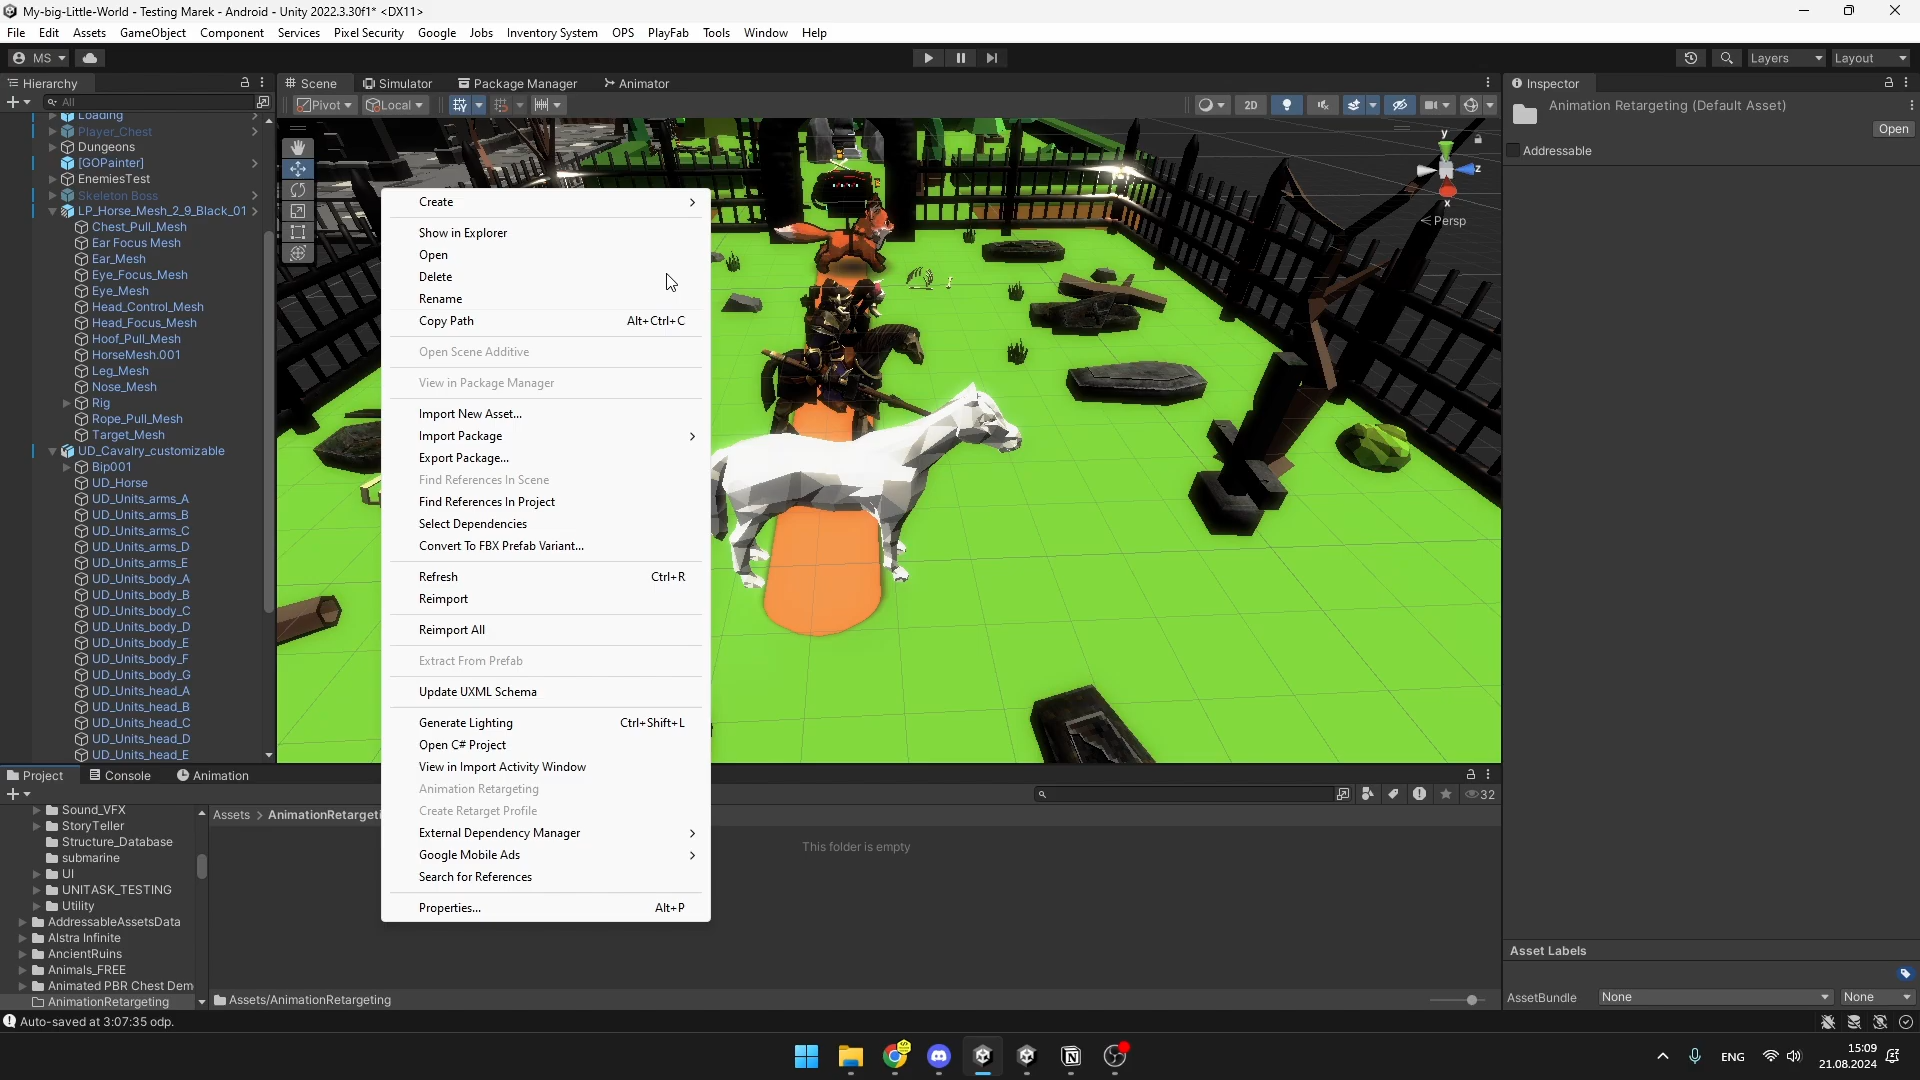 My-big-Little-World - Testing Marek - Android - Unity 2022.3.30f1* <DX11>
File Edit Assets GameObject Component Services Pixel Security Google Jobs Inventory System OPS PlayFab Tools Window Help
MS
Layers Layout
Hierarchy
All
Loading
Player_Chest
Dungeons
[GOPainter]
EnemiesTest
Skeleton Boss
LP_Horse_Mesh_2_9_Black_01
Chest_Pull_Mesh
Ear Focus Mesh
Ear_Mesh
Eye_Focus_Mesh
Eye_Mesh
Head_Control_Mesh
Head_Focus_Mesh
Hoof_Pull_Mesh
HorseMesh.001
Leg_Mesh
Nose_Mesh
Rig
Rope_Pull_Mesh
Target_Mesh
UD_Cavalry_customizable
Bip001
UD_Horse
UD_Units_arms_A
UD_Units_arms_B
UD_Units_arms_C
UD_Units_arms_D
UD_Units_arms_E
UD_Units_body_A
UD_Units_body_B
UD_Units_body_C
UD_Units_body_D
UD_Units_body_E
UD_Units_body_F
UD_Units_body_G
UD_Units_head_A
UD_Units_head_B
UD_Units_head_C
UD_Units_head_D
UD_Units_head_E
Scene Simulator Package Manager Animator
Pivot Local
2D
y
z
x
Persp
Create
Show in Explorer
Open
Delete
Rename
Copy Path Alt+Ctrl+C
Open Scene Additive
View in Package Manager
Import New Asset...
Import Package
Export Package...
Find References In Scene
Find References In Project
Select Dependencies
Convert To FBX Prefab Variant...
Refresh Ctrl+R
Reimport
Reimport All
Extract From Prefab
Update UXML Schema
Generate Lighting Ctrl+Shift+L
Open C# Project
View in Import Activity Window
Animation Retargeting
Create Retarget Profile
External Dependency Manager
Google Mobile Ads
Search for References
Properties... Alt+P
Inspector
Animation Retargeting (Default Asset)
Open
Addressable
Asset Labels
AssetBundle None None
Project Console Animation
32
Sound_VFX
StoryTeller
Structure_Database
submarine
UI
UNITASK_TESTING
Utility
AddressableAssetsData
Alstra Infinite
AncientRuins
Animals_FREE
Animated PBR Chest Dem
AnimationRetargeting
Assets > AnimationRetargeti
This folder is empty
Assets/AnimationRetargeting
Auto-saved at 3:07:35 odp.
ENG
15:09
21.08.2024